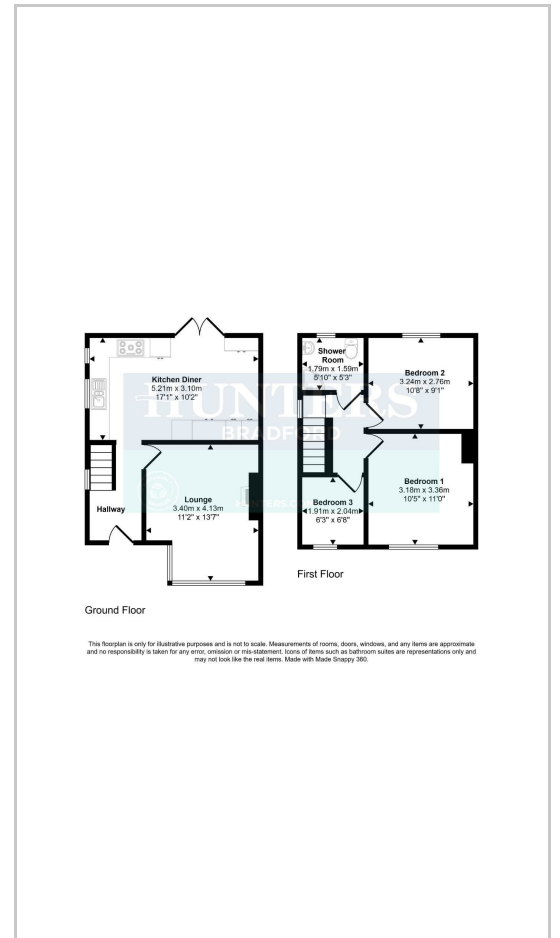 Kitchen Diner
5.21m x 3.10m
17'1" x 10'2"
HUNTERS
BRADFORD
Lounge
3.40m x 4.13m
11'2" x 13'7"
Hallway
Ground Floor
Shower
Room
1.79m x 1.59m
5'10" x 5'3"
Bedroom 2
3.24m x 2.76m
10'8" x 9'1"
Bedroom 1
3.18m x 3.36m
10'5" x 11'0"
Bedroom 3
1.91m x 2.04m
6'3" x 6'8"
First Floor
This floorplan is only for illustrative purposes and is not to scale. Measurements of rooms, doors, windows, and any items are approximate
and no responsibility is taken for any error, omission or mis-statement. Icons of items such as bathroom suites are representations only and
may not look like the real items. Made with Made Snappy 360.